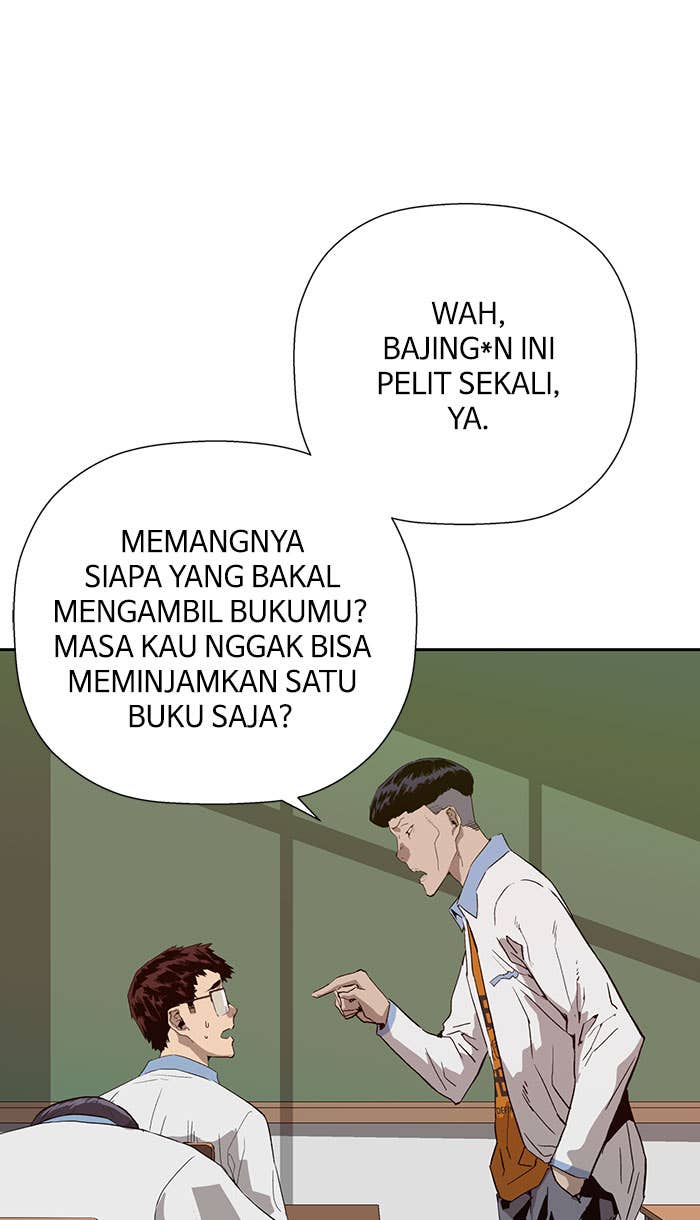 WAH,
BAJING*N INI
PELIT SEKALI,
YA.
MEMANGNYA
SIAPA YANG BAKAL
MENGAMBIL BUKUMU?
MASA KAU NGGAK BISA
MEMINJAMKAN SATU
BUKU SAJA?